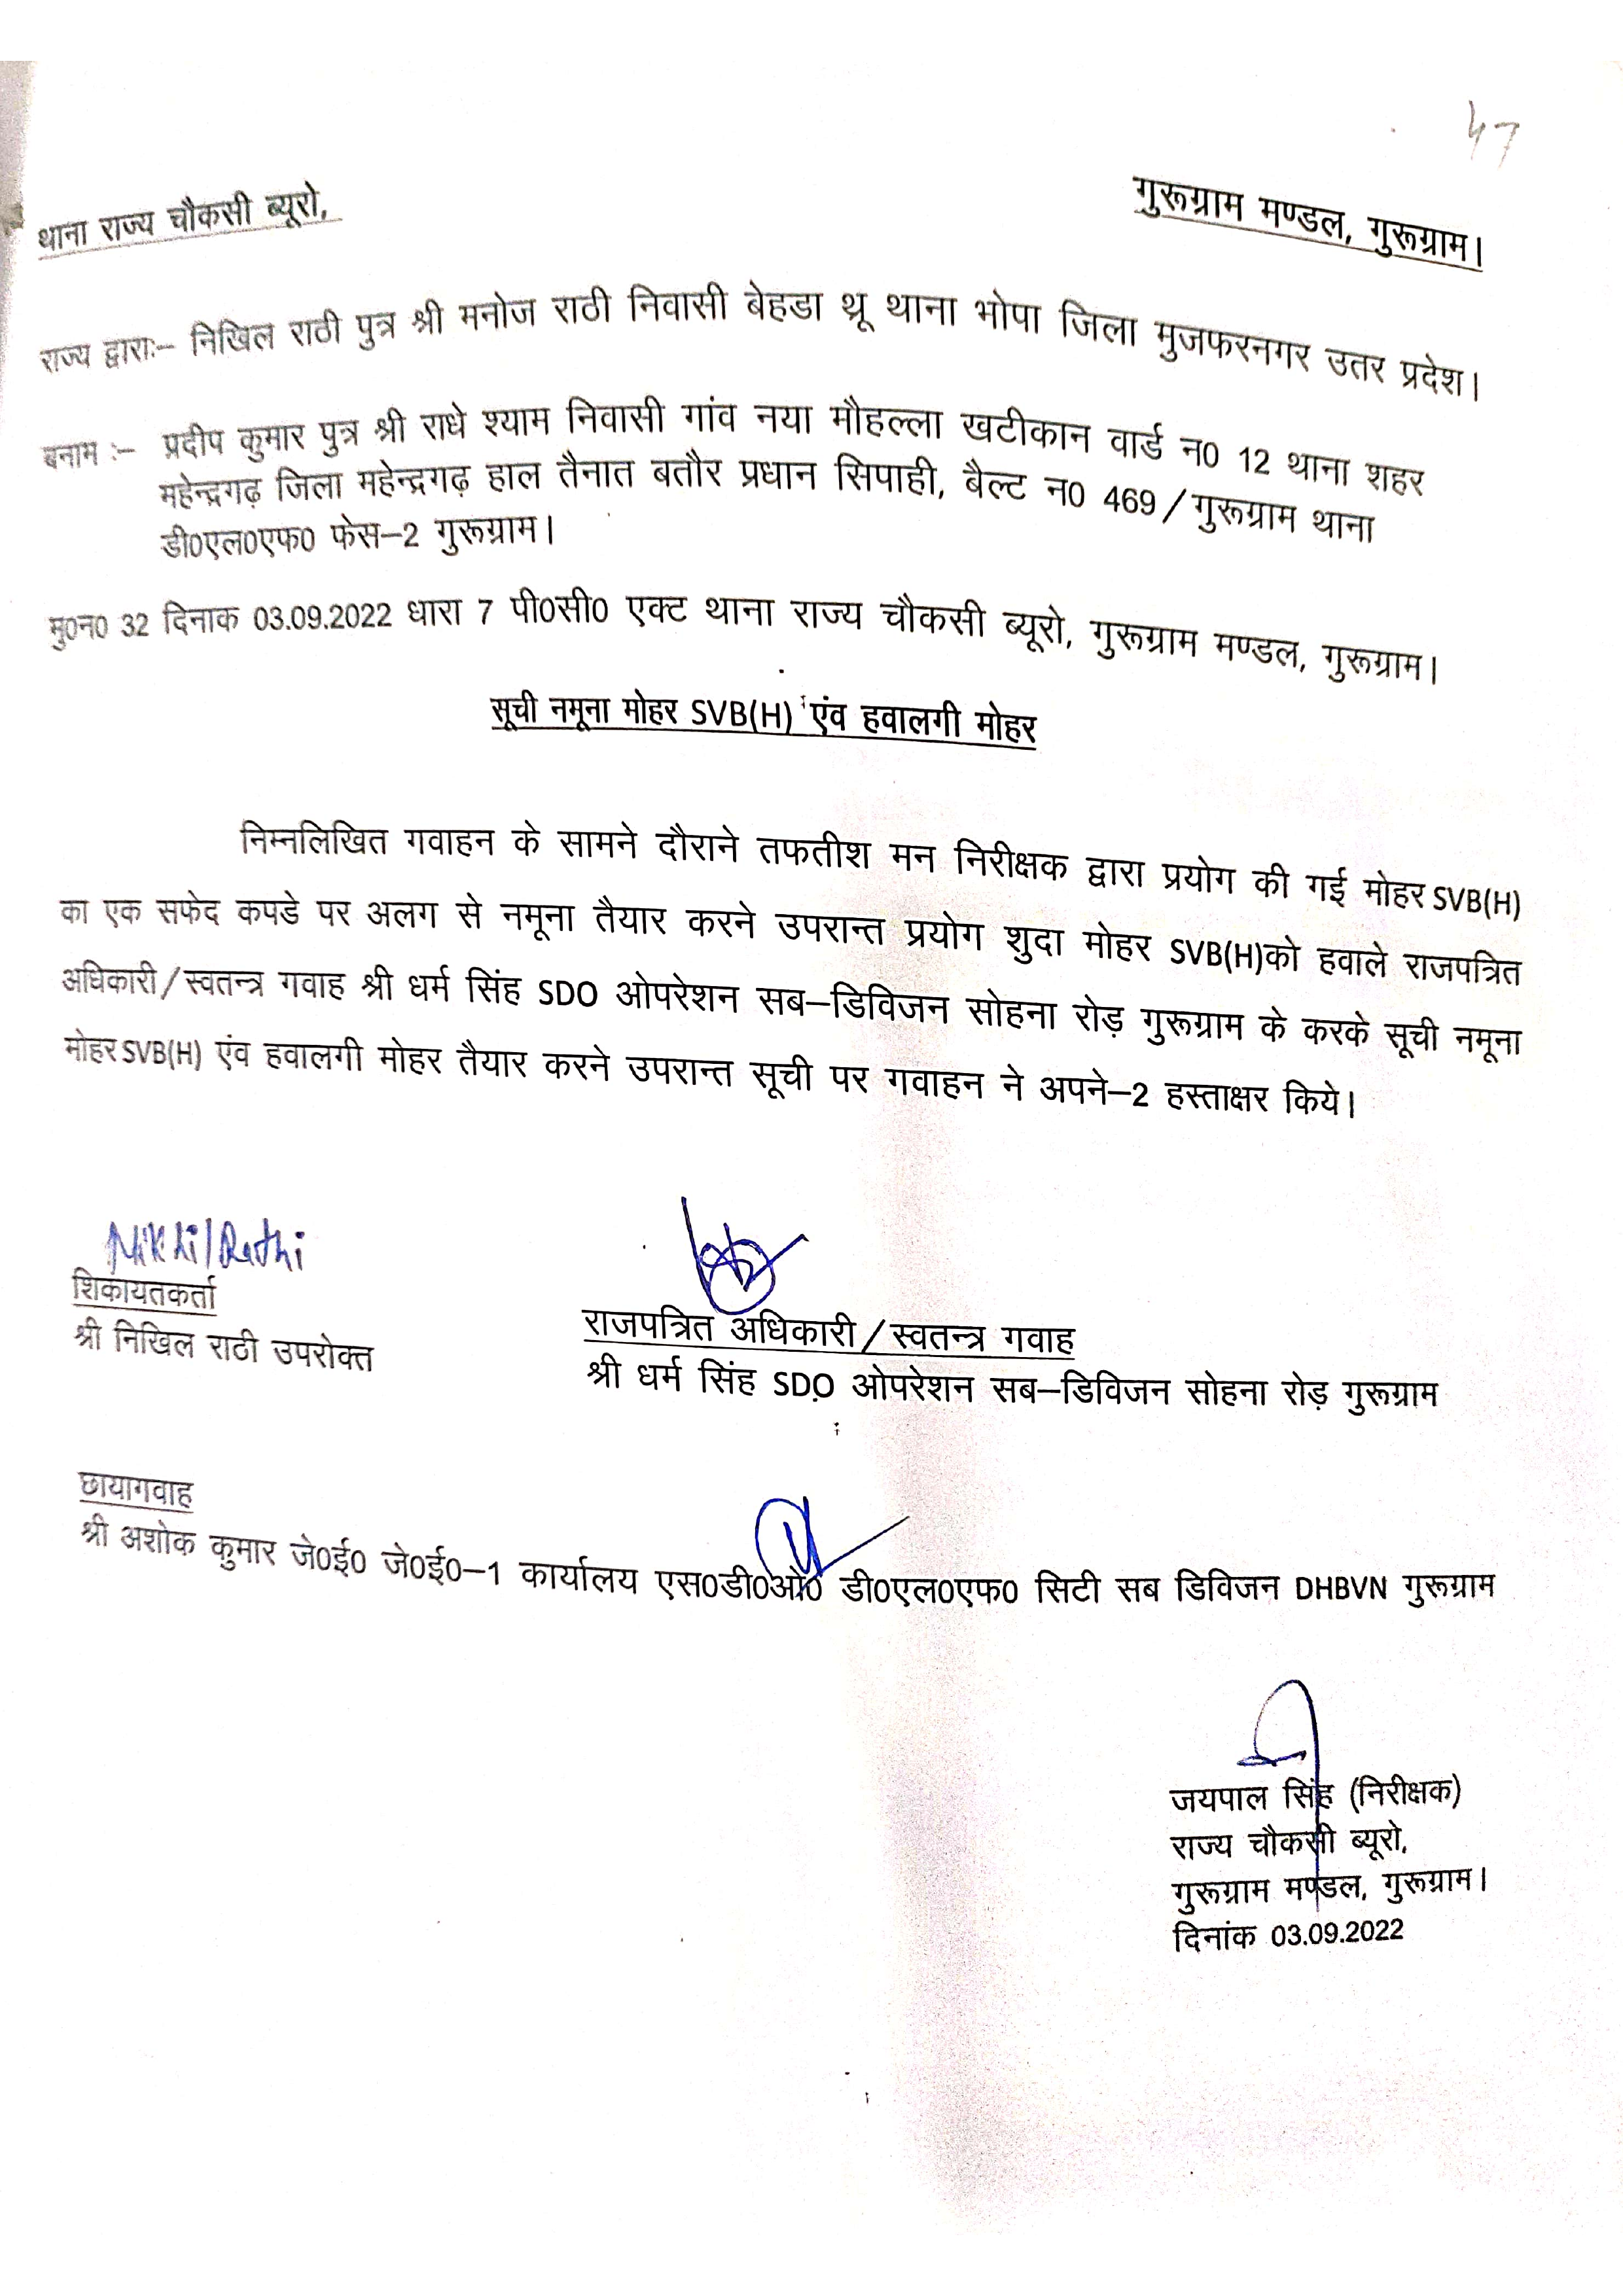 47
थाना राज्य चौकसी ब्यूरो, गुरूग्राम मण्डल, गुरूग्राम।
राज्य द्वाराः– निखिल राठी पुत्र श्री मनोज राठी निवासी बेहडा थ्रू थाना भोपा जिला मुजफरनगर उतर प्रदेश।
बनाम :– प्रदीप कुमार पुत्र श्री राधे श्याम निवासी गांव नया मौहल्ला खटीकान वार्ड न0 12 थाना शहर
महेन्द्रगढ़ जिला महेन्द्रगढ़ हाल तैनात बतौर प्रधान सिपाही, बैल्ट न0 469/गुरूग्राम थाना
डी0एल0एफ0 फेस–2 गुरूग्राम।
मु0न0 32 दिनाक 03.09.2022 धारा 7 पी0सी0 एक्ट थाना राज्य चौकसी ब्यूरो, गुरूग्राम मण्डल, गुरूग्राम।
सूची नमूना मोहर SVB(H) एंव हवालगी मोहर
निम्नलिखित गवाहन के सामने दौराने तफतीश मन निरीक्षक द्वारा प्रयोग की गई मोहर SVB(H)
का एक सफेद कपडे पर अलग से नमूना तैयार करने उपरान्त प्रयोग शुदा मोहर SVB(H)को हवाले राजपत्रित
अधिकारी/स्वतन्त्र गवाह श्री धर्म सिंह SDO ओपरेशन सब–डिविजन सोहना रोड़ गुरूग्राम के करके सूची नमूना
मोहर SVB(H) एंव हवालगी मोहर तैयार करने उपरान्त सूची पर गवाहन ने अपने–2 हस्ताक्षर किये।
Nikhil Rathi
शिकायतकर्ता
श्री निखिल राठी उपरोक्त
राजपत्रित अधिकारी/स्वतन्त्र गवाह
श्री धर्म सिंह SDO ओपरेशन सब–डिविजन सोहना रोड़ गुरूग्राम
छायागवाह
श्री अशोक कुमार जे0ई0 जे0ई0–1 कार्यालय एस0डी0ओ0 डी0एल0एफ0 सिटी सब डिविजन DHBVN गुरूग्राम
जयपाल सिंह (निरीक्षक)
राज्य चौकसी ब्यूरो,
गुरूग्राम मण्डल, गुरूग्राम।
दिनांक 03.09.2022